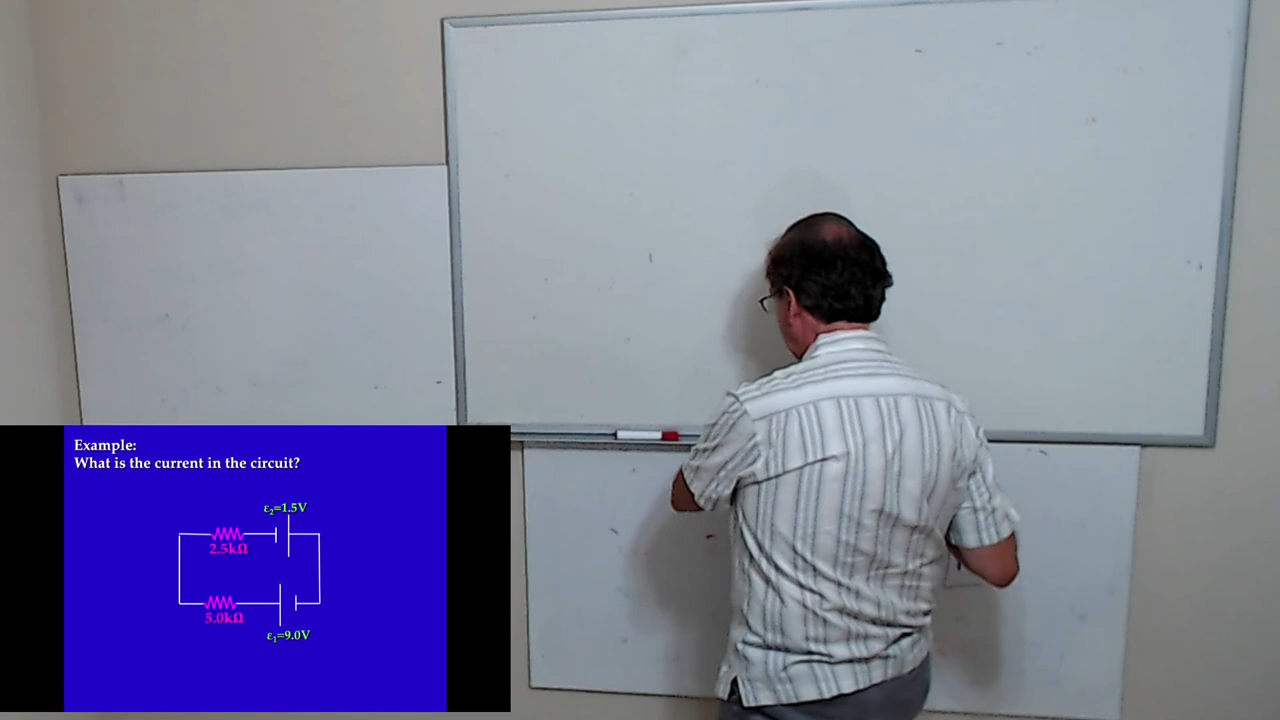 Example:
What is the current in the circuit?
ε₂=1.5V
2.5kΩ
5.0kΩ
ε₁=9.0V